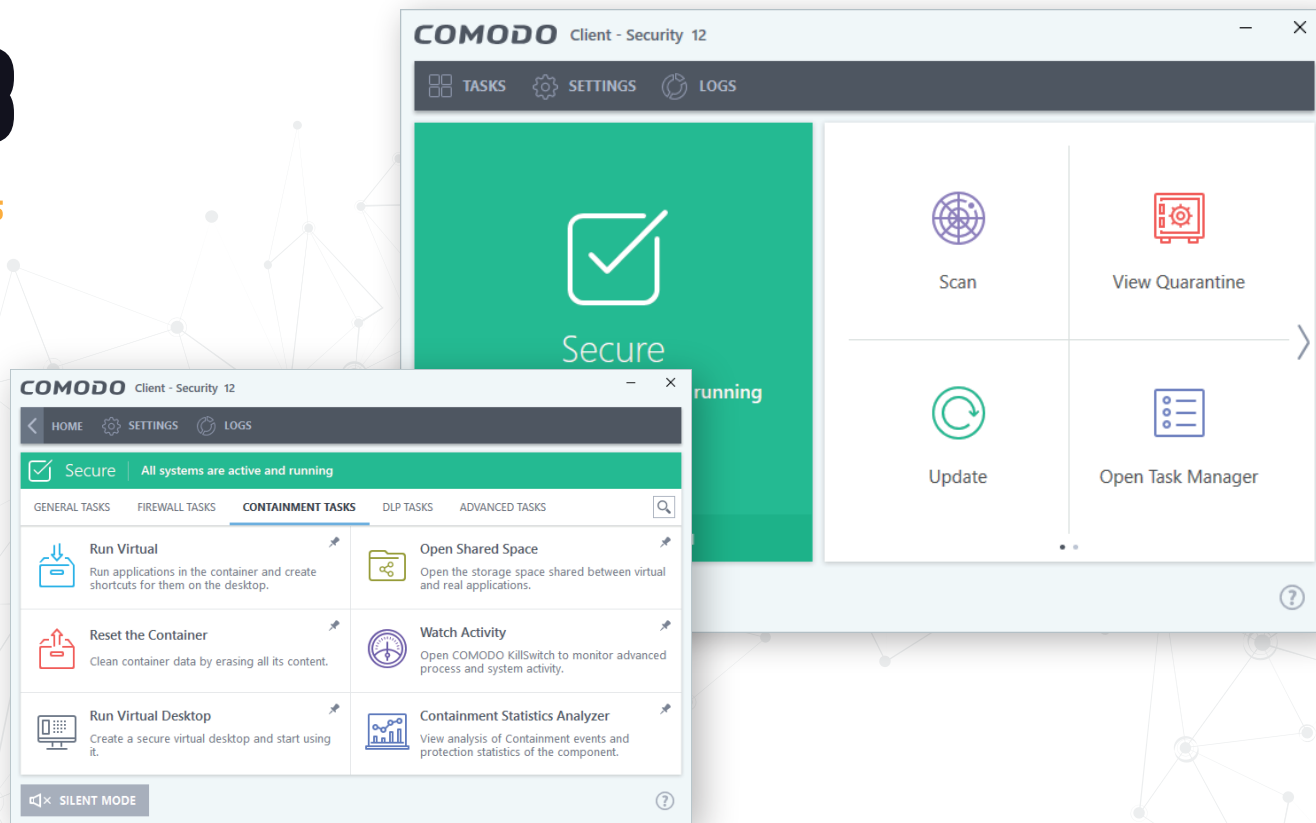 COMODO Client - Security 12
TASKS SETTINGS LOGS
Secure
running
Scan
View Quarantine
Update
Open Task Manager
COMODO Client - Security 12
HOME SETTINGS LOGS
Secure All systems are active and running
GENERAL TASKS FIREWALL TASKS CONTAINMENT TASKS DLP TASKS ADVANCED TASKS
Run Virtual
Run applications in the container and create
shortcuts for them on the desktop.
Open Shared Space
Open the storage space shared between virtual
and real applications.
Reset the Container
Clean container data by erasing all its content.
Watch Activity
Open COMODO KillSwitch to monitor advanced
process and system activity.
Run Virtual Desktop
Create a secure virtual desktop and start using
it.
Containment Statistics Analyzer
View analysis of Containment events and
protection statistics of the component.
SILENT MODE